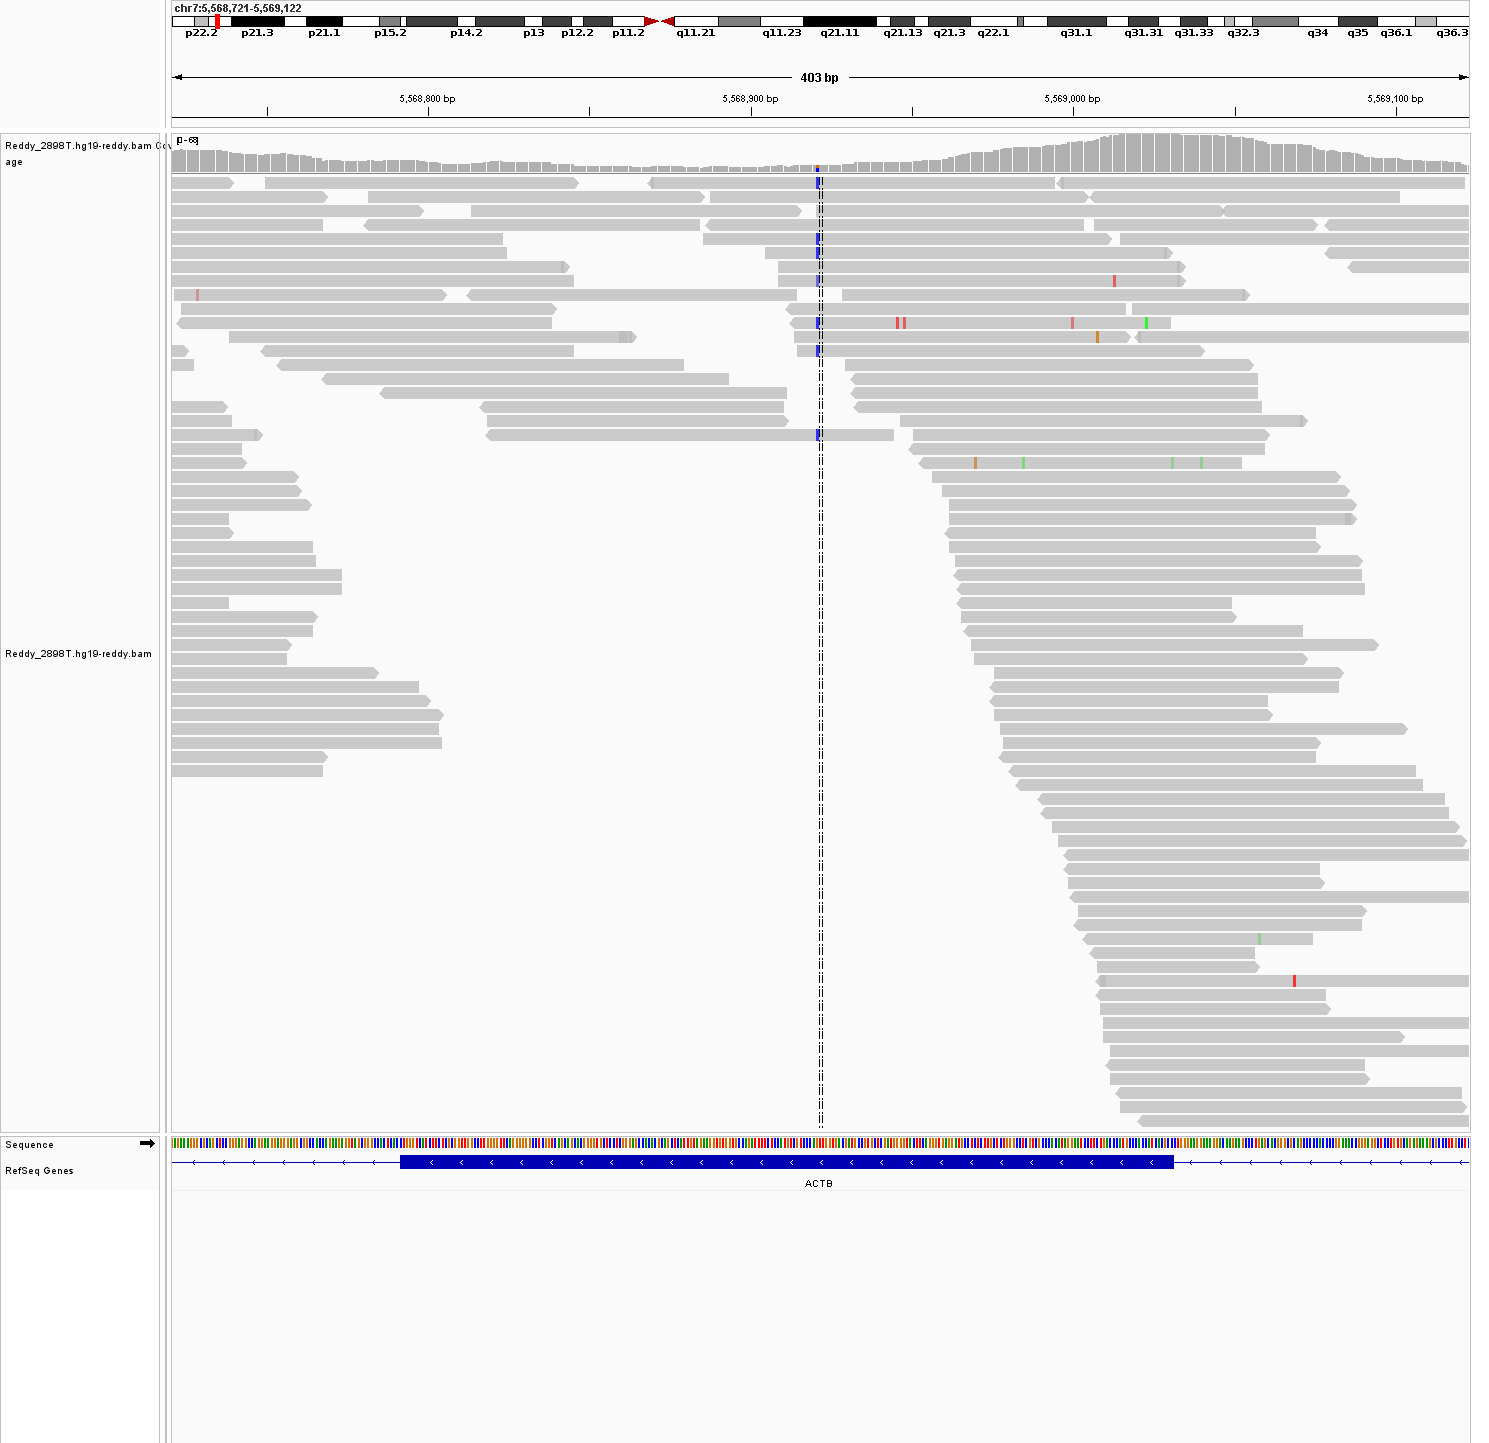 chr7:5,568,721-5,569,122
p22.2 p21.3 p21.1 p15.2 p14.2 p13 p12.2 p11.2 q11.21 q11.23 q21.11 q21.13 q21.3 q22.1 q31.1 q31.31 q31.33 q32.3 q34 q35 q36.1 q36.3
403 bp
5,568,800 bp 5,568,900 bp 5,569,000 bp 5,569,100 bp
Reddy_2898T.hg19-reddy.bam Cov
age
Reddy_2898T.hg19-reddy.bam
Sequence
RefSeq Genes
ACTB